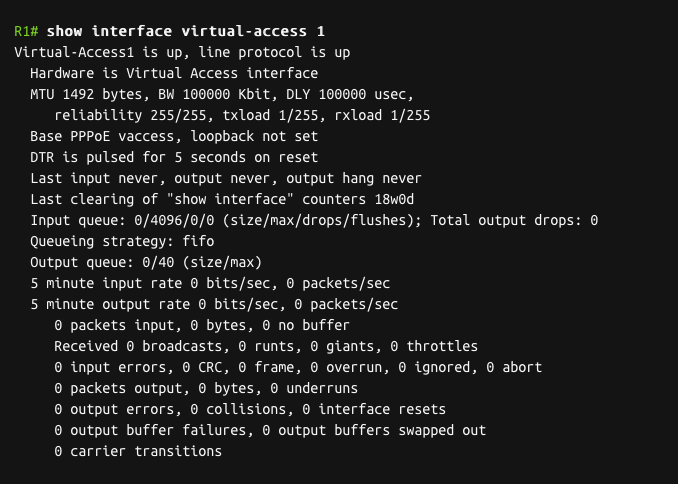 R1# show interface virtual-access 1
Virtual-Access1 is up, line protocol is up
Hardware is Virtual Access interface
MTU 1492 bytes, BW 100000 Kbit, DLY 100000 usec,
reliability 255/255, txload 1/255, rxload 1/255
Base PPPoE vaccess, loopback not set
DTR is pulsed for 5 seconds on reset
Last input never, output never, output hang never
Last clearing of "show interface" counters 18w0d
Input queue: 0/4096/0/0 (size/max/drops/flushes); Total output drops: 0
Queueing strategy: fifo
Output queue: 0/40 (size/max)
5 minute input rate 0 bits/sec, 0 packets/sec
5 minute output rate 0 bits/sec, 0 packets/sec
0 packets input, 0 bytes, 0 no buffer
Received 0 broadcasts, 0 runts, 0 giants, 0 throttles
0 input errors, 0 CRC, 0 frame, 0 overrun, 0 ignored, 0 abort
0 packets output, 0 bytes, 0 underruns
0 output errors, 0 collisions, 0 interface resets
0 output buffer failures, 0 output buffers swapped out
0 carrier transitions